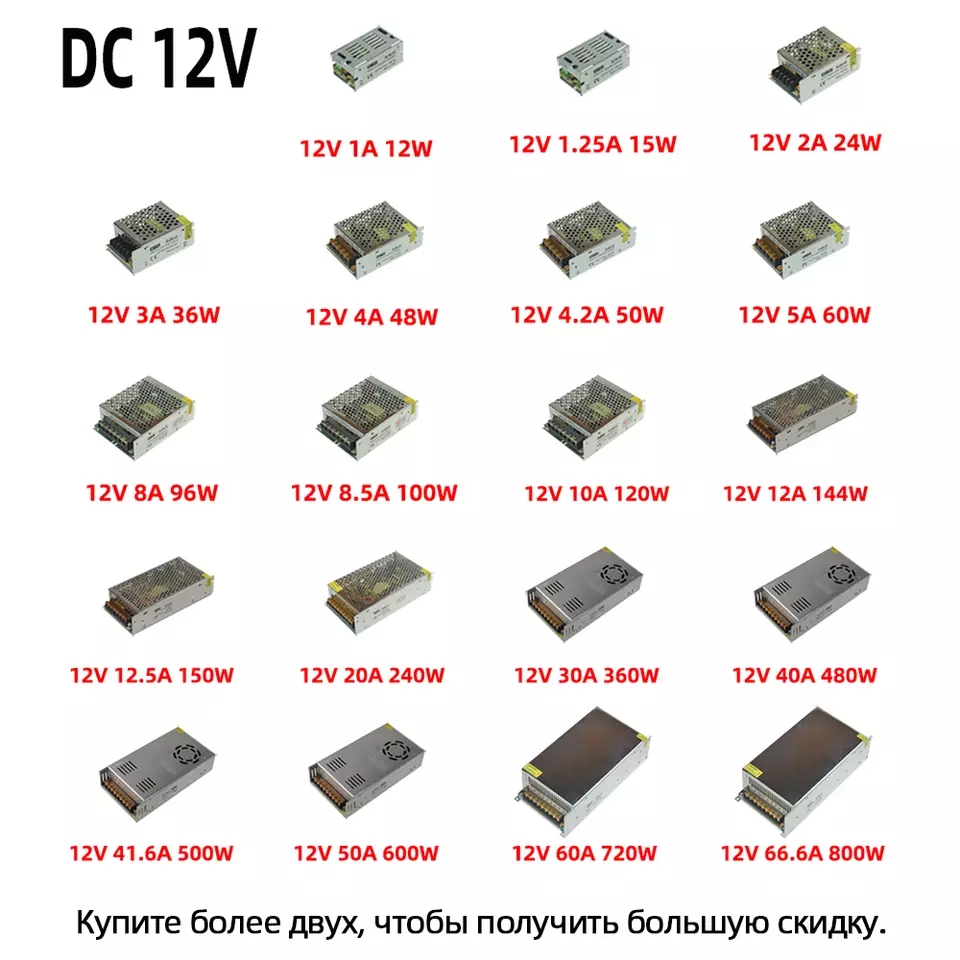 DC 12V
12V 1A 12W
12V 1.25A 15W
12V 2A 24W
12V 3A 36W
12V 4A 48W
12V 4.2A 50W
12V 5A 60W
12V 8A 96W
12V 8.5A 100W
12V 10A 120W
12V 12A 144W
12V 12.5A 150W
12V 20A 240W
12V 30A 360W
12V 40A 480W
12V 41.6A 500W
12V 50A 600W
12V 60A 720W
12V 66.6A 800W
Купите более двух, чтобы получить большую скидку.